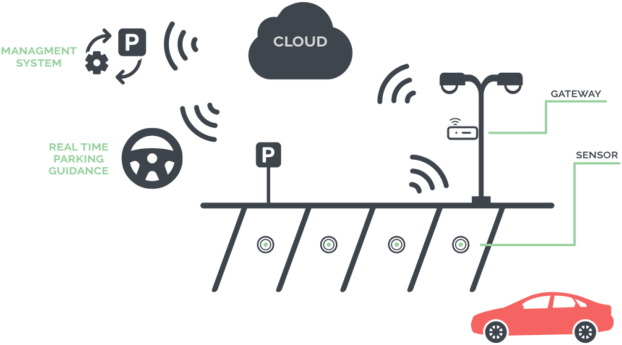 MANAGMENT
SYSTEM
P
CLOUD
GATEWAY
REAL TIME
PARKING
GUIDANCE
P
SENSOR